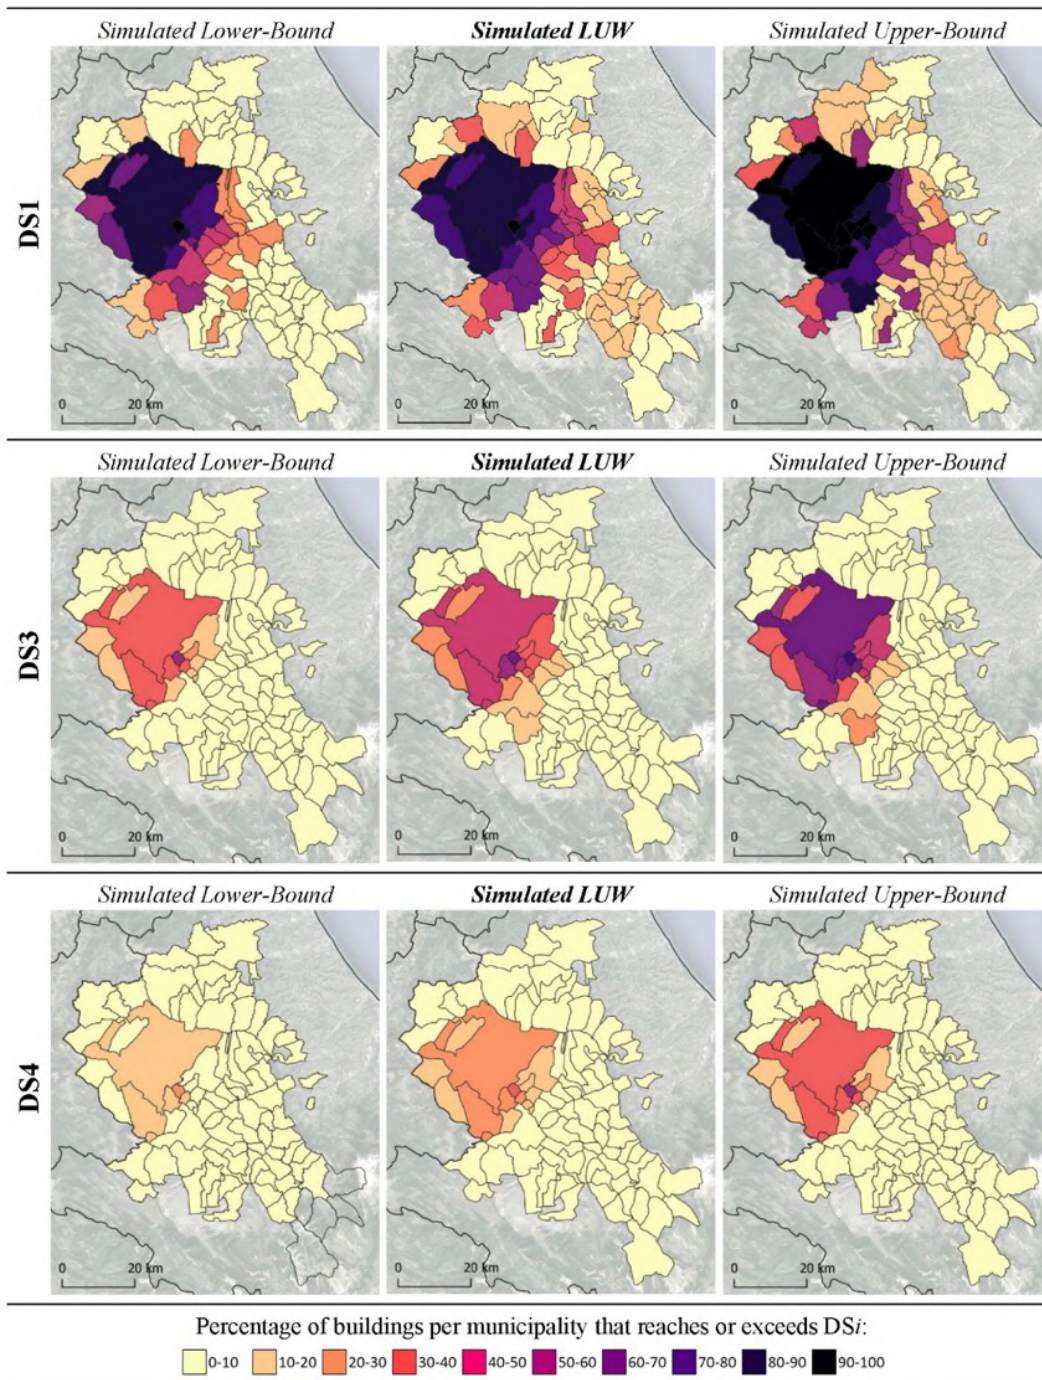 Simulated Lower-Bound Simulated LUW Simulated Upper-Bound
DS1
0 20 km 0 20 km 0 20 km
Simulated Lower-Bound Simulated LUW Simulated Upper-Bound
DS3
0 20 km 0 20 km 0 20 km
Simulated Lower-Bound Simulated LUW Simulated Upper-Bound
DS4
0 20 km 0 20 km 0 20 km
Percentage of buildings per municipality that reaches or exceeds DSi:
0-10 10-20 20-30 30-40 40-50 50-60 60-70 70-80 80-90 90-100